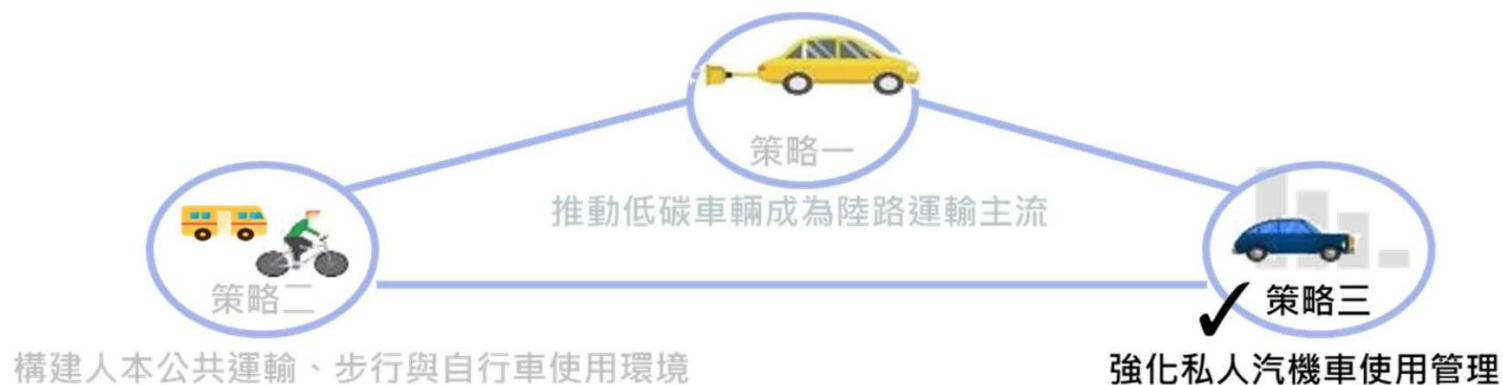 策略一
推動低碳車輛成為陸路運輸主流
策略二
構建人本公共運輸、步行與自行車使用環境
策略三
強化私人汽機車使用管理